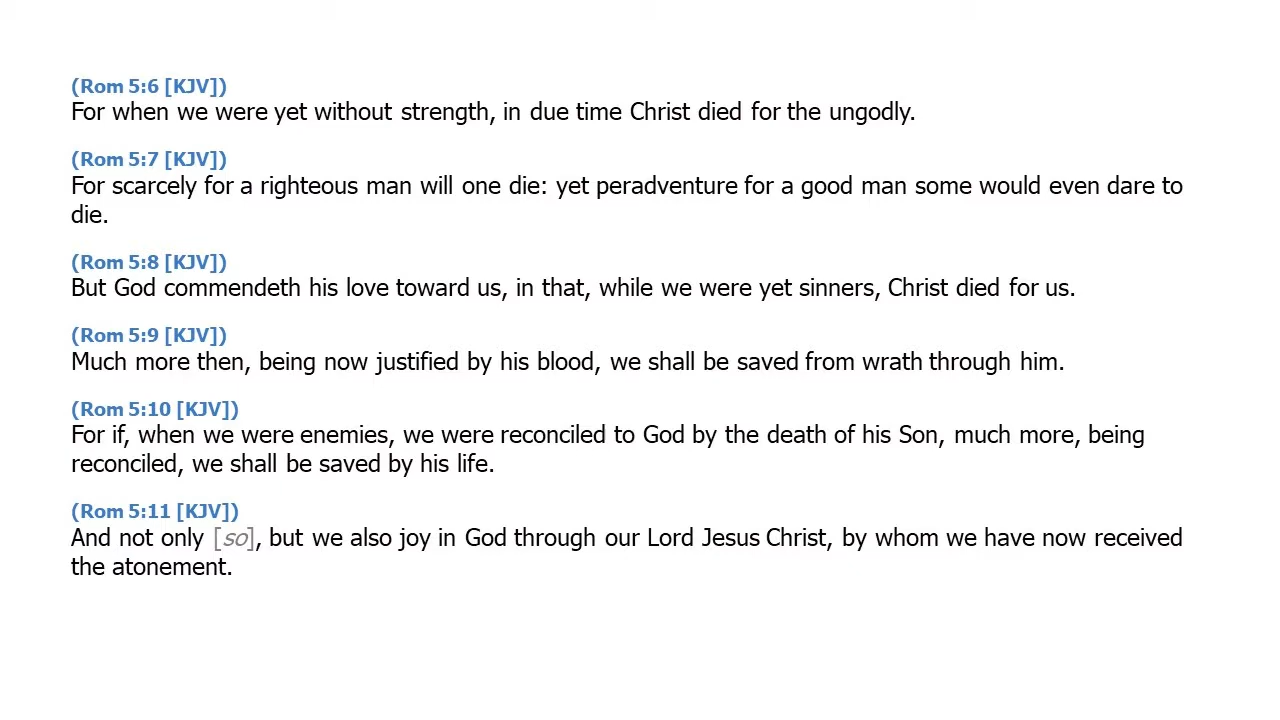 (Rom 5:6 [KJV])
For when we were yet without strength, in due time Christ died for the ungodly.
(Rom 5:7 [KJV])
For scarcely for a righteous man will one die: yet peradventure for a good man some would even dare to
die.
(Rom 5:8 [KJV])
But God commendeth his love toward us, in that, while we were yet sinners, Christ died for us.
(Rom 5:9 [KJV])
Much more then, being now justified by his blood, we shall be saved from wrath through him.
(Rom 5:10 [KJV])
For if, when we were enemies, we were reconciled to God by the death of his Son, much more, being
reconciled, we shall be saved by his life.
(Rom 5:11 [KJV])
And not only [so], but we also joy in God through our Lord Jesus Christ, by whom we have now received
the atonement.